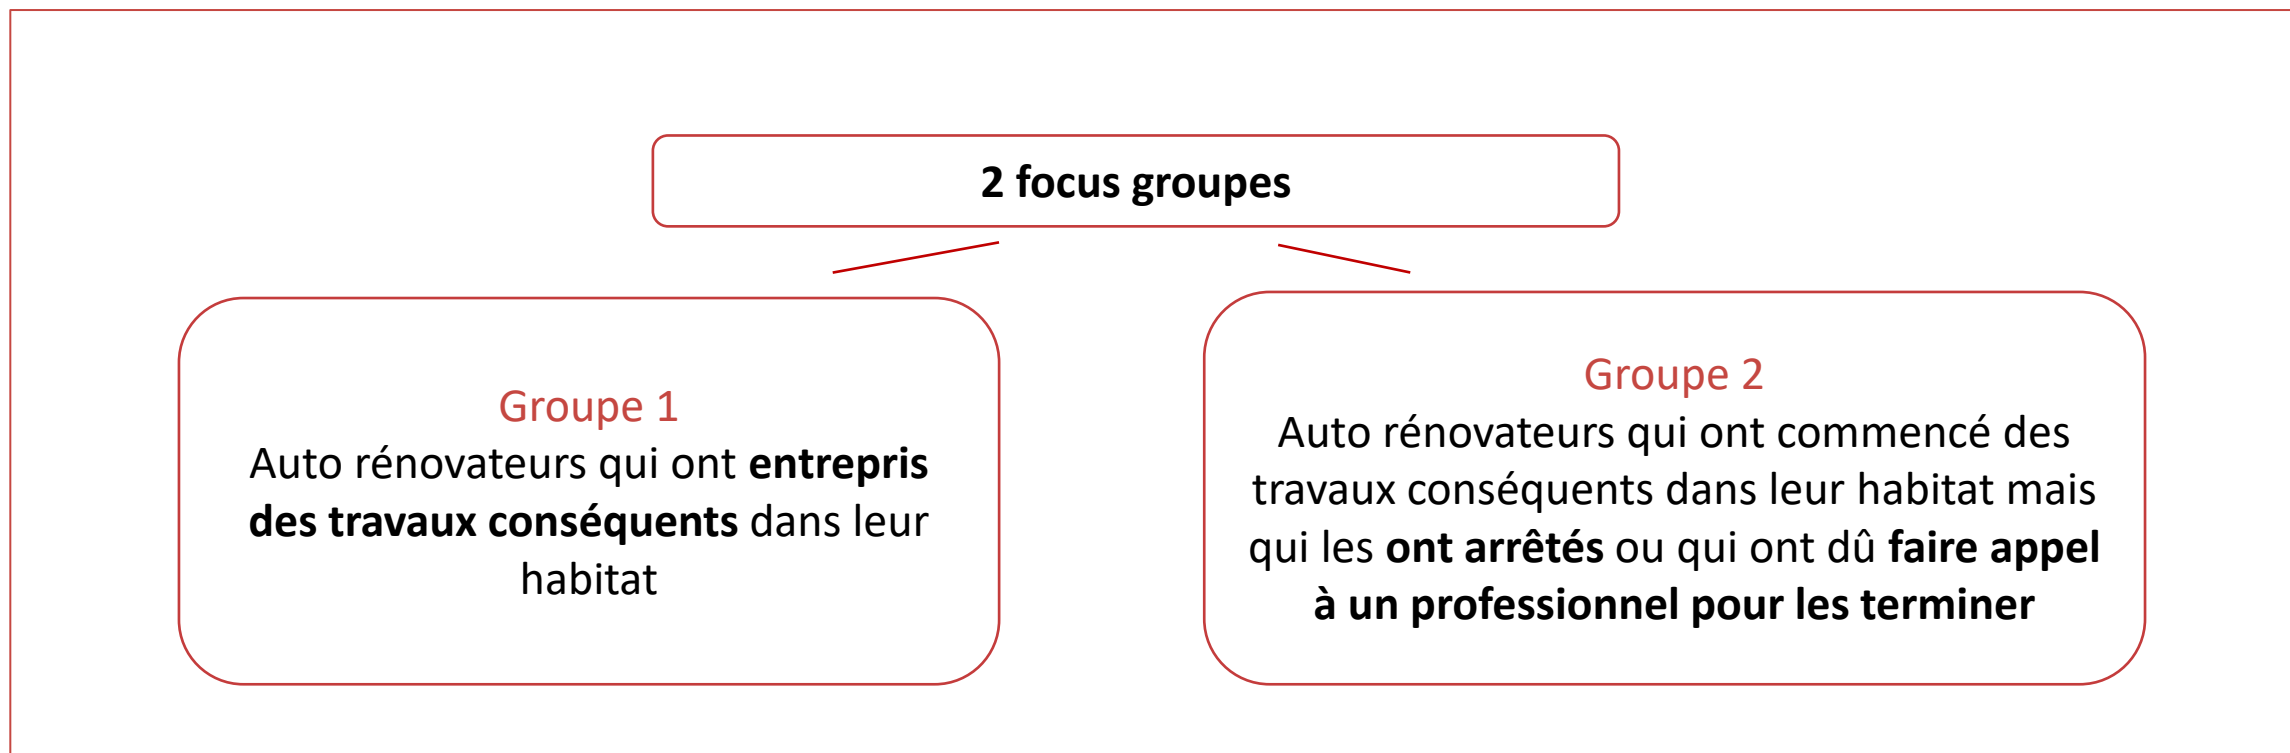 2 focus groupes
Groupe 1
Auto rénovateurs qui ont entrepris
des travaux conséquents dans leur
habitat
Groupe 2
Auto rénovateurs qui ont commencé des
travaux conséquents dans leur habitat mais
qui les ont arrêtés ou qui ont dû faire appel
à un professionnel pour les terminer